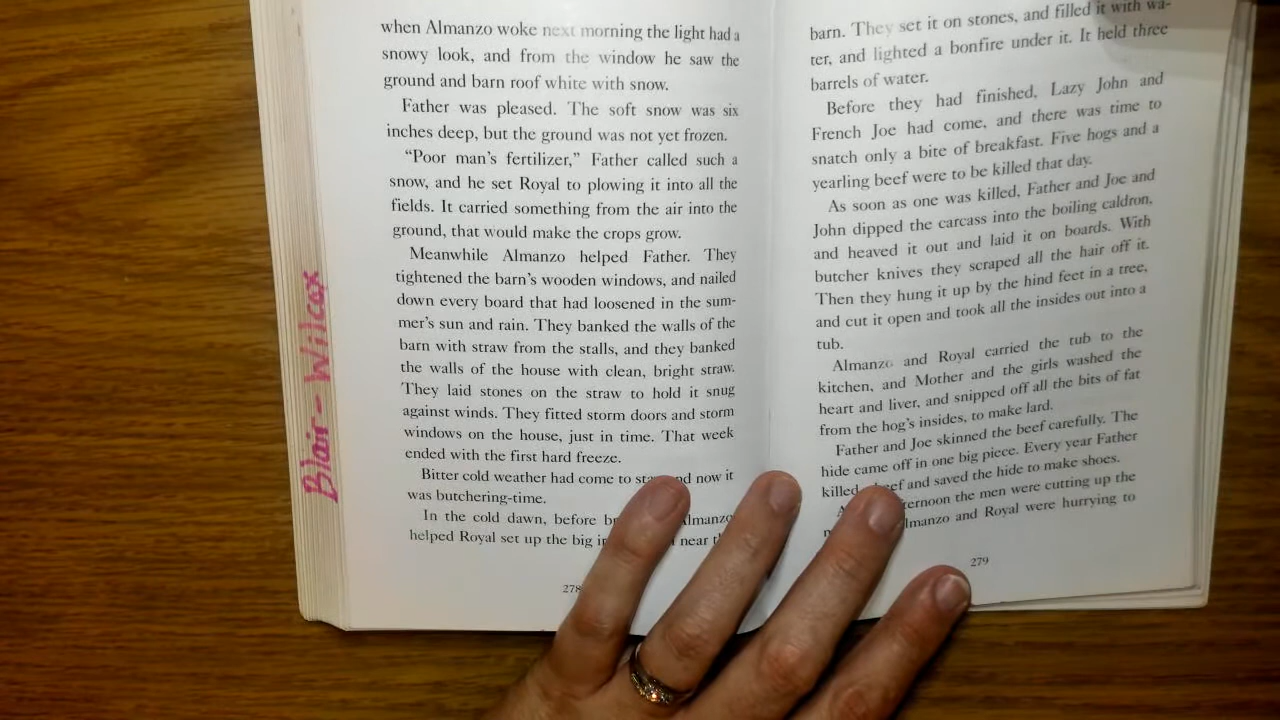 when Almanzo woke next morning the light had a
snowy look, and from the window he saw the
ground and barn roof white with snow.
Father was pleased. The soft snow was six
inches deep, but the ground was not yet frozen.
“Poor man’s fertilizer,” Father called such a
snow, and he set Royal to plowing it into all the
fields. It carried something from the air into the
ground, that would make the crops grow.
Meanwhile Almanzo helped Father. They
tightened the barn’s wooden windows, and nailed
down every board that had loosened in the sum-
mer’s sun and rain. They banked the walls of the
barn with straw from the stalls, and they banked
the walls of the house with clean, bright straw.
They laid stones on the straw to hold it snug
against winds. They fitted storm doors and storm
windows on the house, just in time. That week
ended with the first hard freeze.
Bitter cold weather had come to now it
was butchering-time.
In the cold dawn, before Almanzo
helped Royal set up the big near
278
barn. They set it on stones, and filled it with wa-
ter, and lighted a bonfire under it. It held three
barrels of water.
Before they had finished, Lazy John and
French Joe had come, and there was time to
snatch only a bite of breakfast. Five hogs and a
yearling beef were to be killed that day.
As soon as one was killed, Father and Joe and
John dipped the carcass into the boiling caldron,
and heaved it out and laid it on boards. With
butcher knives they scraped all the hair off it.
Then they hung it up by the hind feet in a tree,
and cut it open and took all the insides out into a
tub.
Almanzo and Royal carried the tub to the
kitchen, and Mother and the girls washed the
heart and liver, and snipped off all the bits of fat
from the hog’s insides, to make lard.
Father and Joe skinned the beef carefully. The
hide came off in one big piece. Every year Father
killed beef and saved the hide to make shoes.
the men were cutting up the
Almanzo and Royal were hurrying to
279
Blair-Wilcox